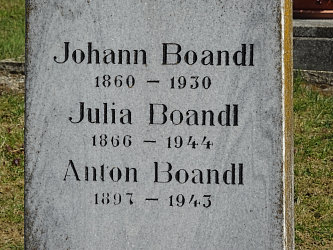 Johann Boandl
1860 – 1930
Julia Boandl
1866 – 1944
Anton Boandl
1897 – 1943